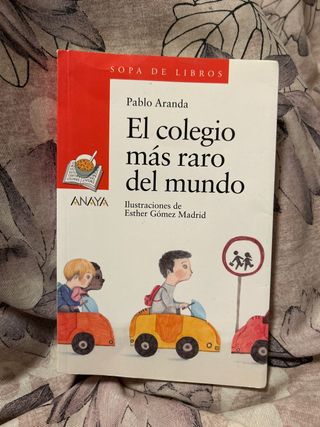 SOPA DE LIBROS
Pablo Aranda
El colegio
más raro
del mundo
Ilustraciones de
Esther Gómez Madrid
ANAYA